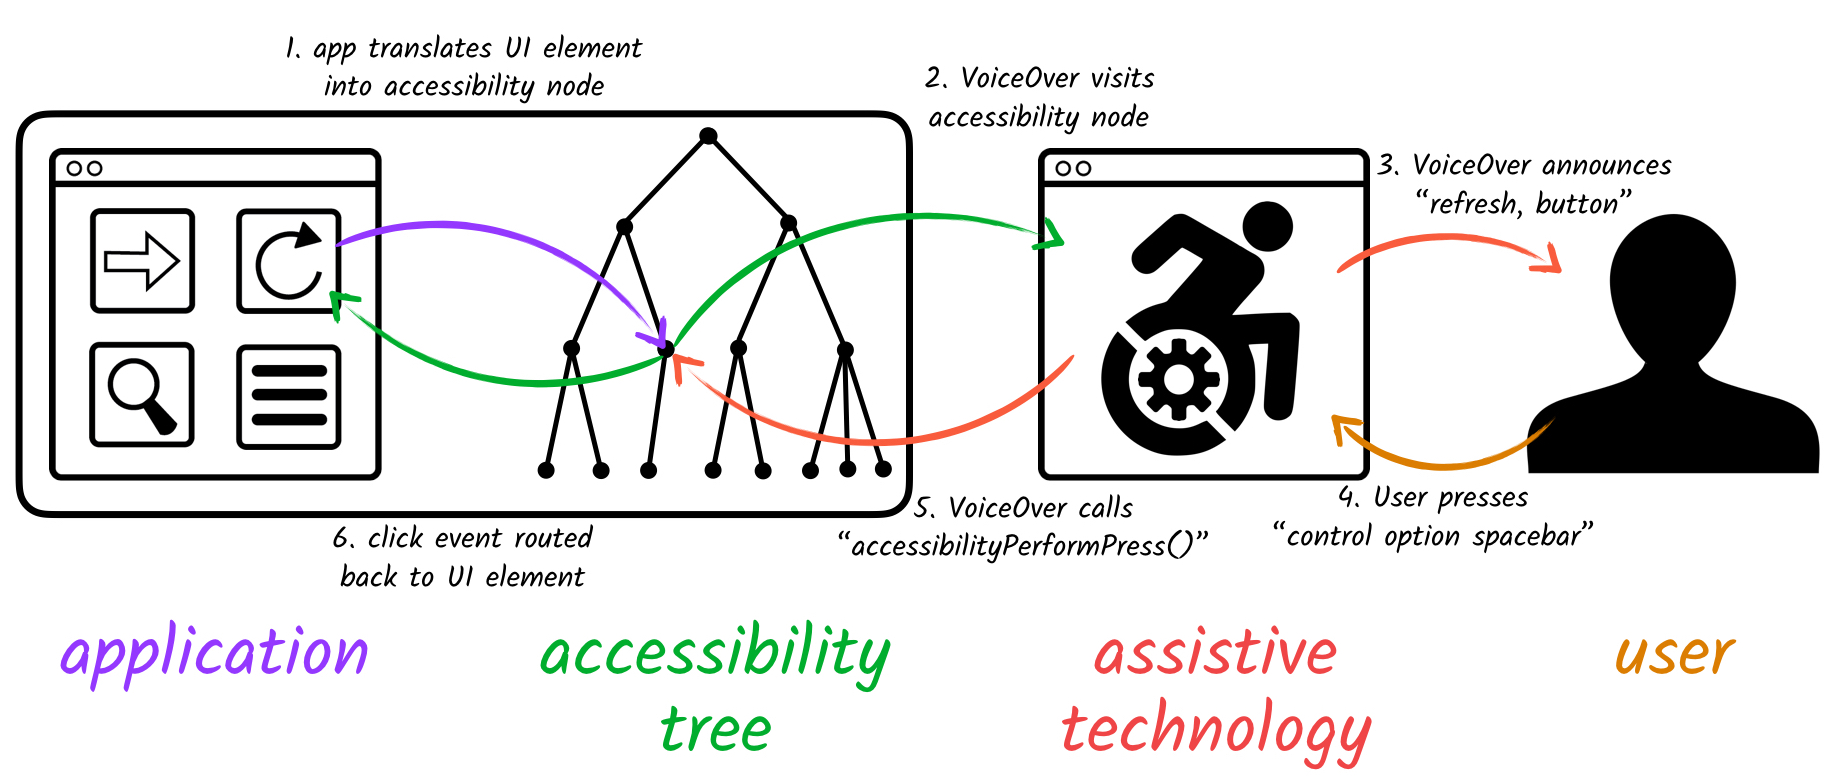 1. app translates UI element
into accessibility node
2. VoiceOver visits
accessibility node
3. VoiceOver announces
“refresh, button”
4. User presses
“control option spacebar”
5. VoiceOver calls
“accessibilityPerformPress()”
6. click event routed
back to UI element
application
accessibility
tree
assistive
technology
user